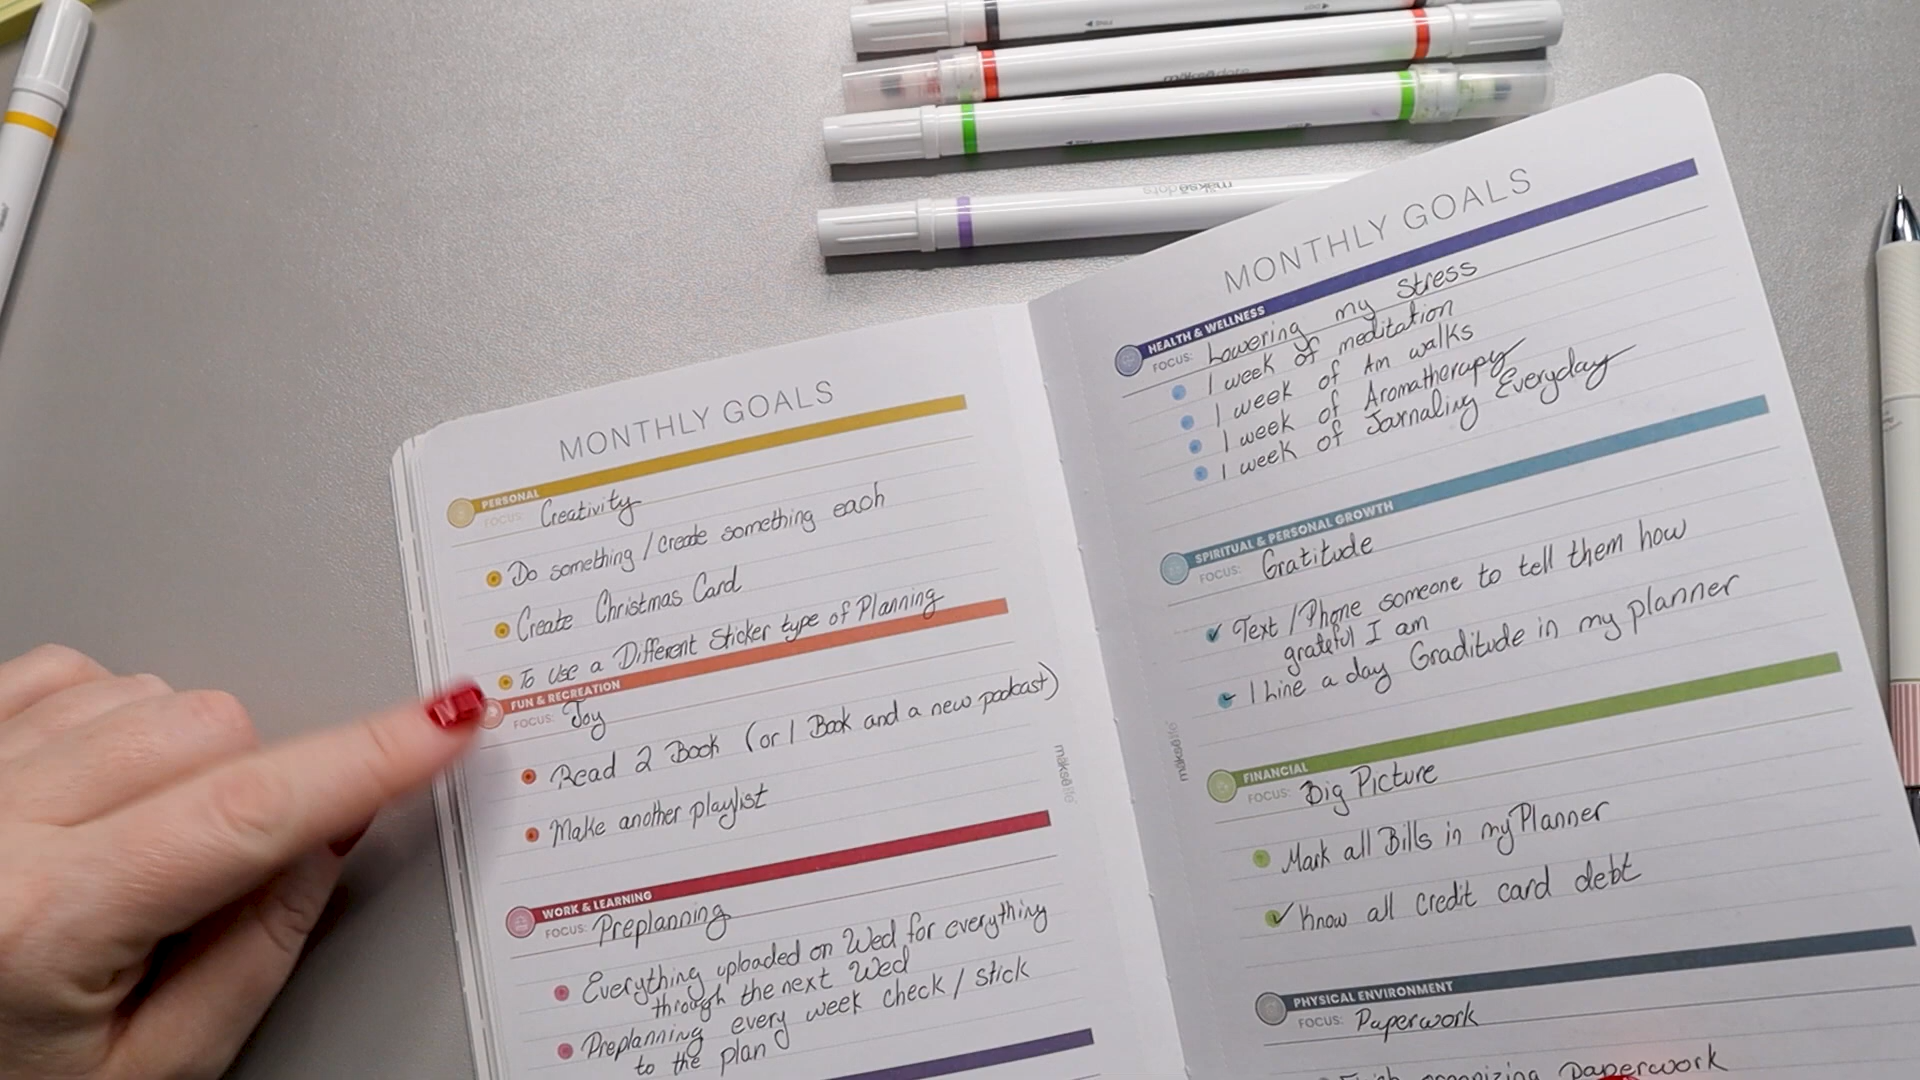 MONTHLY GOALS
PERSONAL
FOCUS: Creativity
Do something / create something each
Create Christmas Card
To Use a Different Sticker type of Planning
FUN & RECREATION
FOCUS: Joy
Read 2 Book (or 1 Book and a new podcast)
Make another playlist
WORK & LEARNING
FOCUS: Preplanning
Everything uploaded on Wed for everything
through the next Wed
Preplanning every week check / stick
to the plan
MONTHLY GOALS
HEALTH & WELLNESS
FOCUS: Lowering my stress
1 week of meditation
1 week of Am walks
1 week of Aromatherapy
1 week of Journaling Everyday
SPIRITUAL & PERSONAL GROWTH
FOCUS: Gratitude
Text / Phone someone to tell them how
grateful I am
1 Line a day Graditude in my planner
FINANCIAL
FOCUS: Big Picture
Mark all Bills in my Planner
Know all credit card debt
PHYSICAL ENVIRONMENT
FOCUS: Paperwork
organizing Paperwork